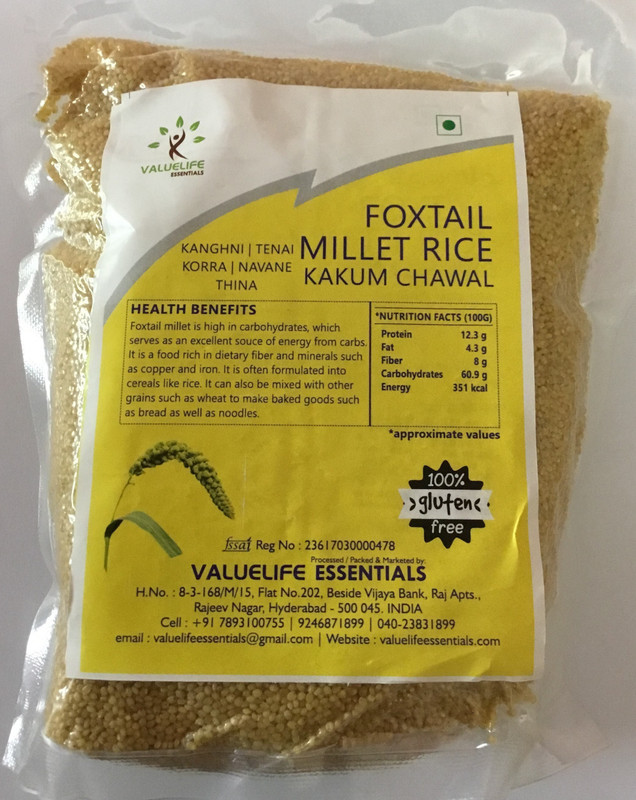 VALUELIFE
ESSENTIALS
FOXTAIL
MILLET RICE
KAKUM CHAWAL
KANGHNI | TENAI
KORRA | NAVANE
THINA
HEALTH BENEFITS
Foxtail millet is high in carbohydrates, which
serves as an excellent souce of energy from carbs.
It is a food rich in dietary fiber and minerals such
as copper and iron. It is often formulated into
cereals like rice. It can also be mixed with other
grains such as wheat to make baked goods such
as bread as well as noodles.
*NUTRITION FACTS (100G)
Protein 12.3 g
Fat 4.3 g
Fiber 8 g
Carbohydrates 60.9 g
Energy 351 kcal
*approximate values
100%
gluten
free
fssai Reg No : 23617030000478
Processed / Packed & Marketed by:
VALUELIFE ESSENTIALS
H.No. : 8-3-168/M/15, Flat No.202, Beside Vijaya Bank, Raj Apts.,
Rajeev Nagar, Hyderabad - 500 045. INDIA
Cell : +91 7893100755 | 9246871899 | 040-23831899
email : valuelifeessentials@gmail.com | Website : valuelifeessentials.com